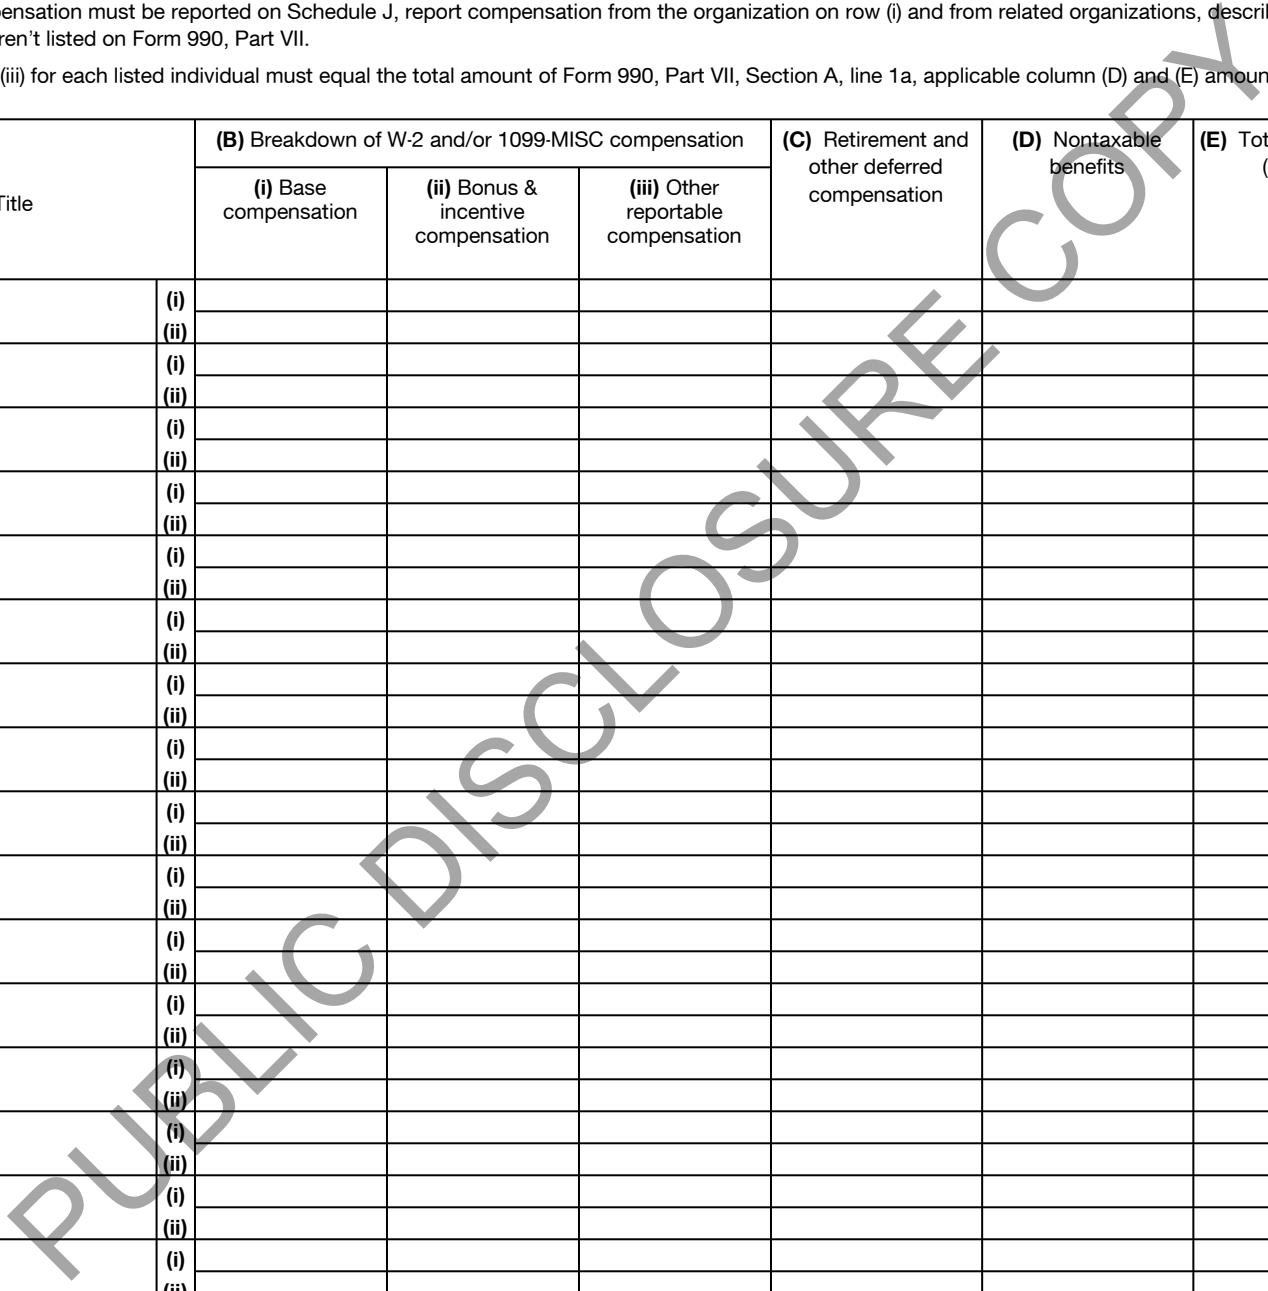 pensation must be reported on Schedule J, report compensation from the organization on row (i) and from related organizations,
ren't listed on Form 990, Part VII.
(iii) for each listed individual must equal the total amount of Form 990, Part VII, Section A, line 1a, applicable column (D) and (E)
Title
(B) Breakdown of W-2 and/or 1099-MISC compensation
(i) Base
compensation
(ii) Bonus &
incentive
compensation
(iii) Other
reportable
compensation
(C) Retirement and
other deferred
compensation
(D) Nontaxable
benefits
(E)
(i)
(ii)
(i)
(ii)
(i)
(ii)
(i)
(ii)
(i)
(ii)
(i)
(ii)
(i)
(ii)
(i)
(ii)
(i)
(ii)
(i)
(ii)
(i)
(ii)
(i)
(ii)
(i)
(ii)
(i)
(ii)
(i)
(ii)
(i)
(ii)
PUBLIC DISCLOSURE COPY